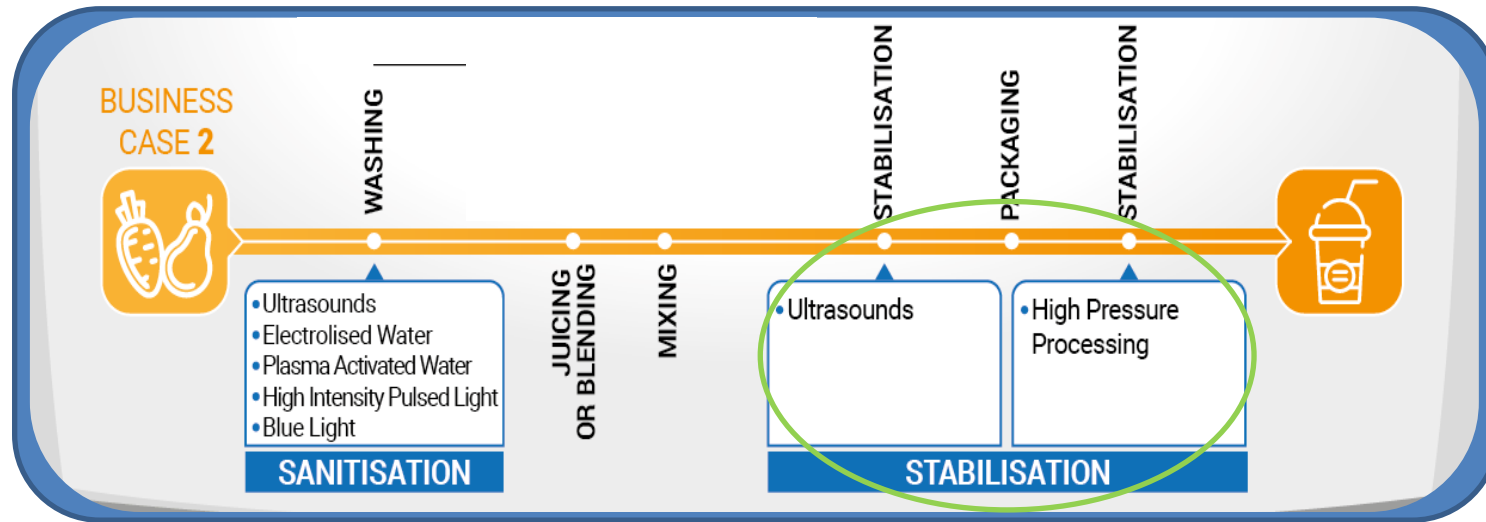 BUSINESS
CASE 2
WASHING
JUICING
OR BLENDING
MIXING
STABILISATION
PACKAGING
STABILISATION
•Ultrasounds
•Electrolised Water
•Plasma Activated Water
•High Intensity Pulsed Light
•Blue Light
SANITISATION
•Ultrasounds
•High Pressure
Processing
STABILISATION